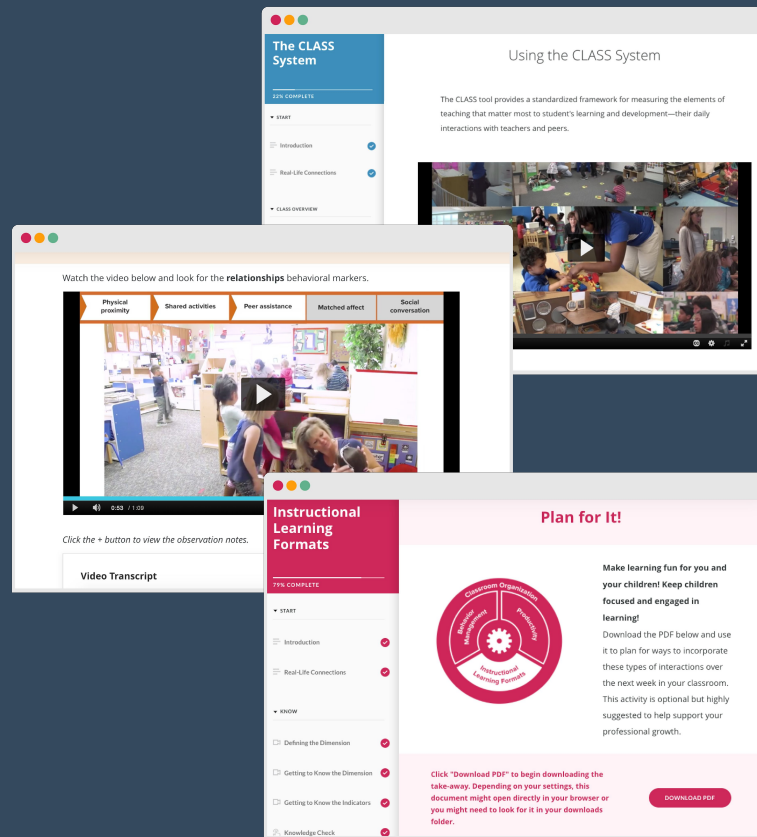 The CLASS
System
22% COMPLETE
START
Introduction
Real-Life Connections
CLASS OVERVIEW
Using the CLASS System
The CLASS tool provides a standardized framework for measuring the elements of
teaching that matter most to student's learning and development—their daily
interactions with teachers and peers.
Watch the video below and look for the relationships behavioral markers.
Physical
proximity
Shared activities
Peer assistance
Matched affect
Social
conversation
0:53 / 1:09
Click the + button to view the observation notes.
Video Transcript
Instructional
Learning
Formats
79% COMPLETE
START
Introduction
Real-Life Connections
KNOW
Defining the Dimension
Getting to Know the Dimension
Getting to Know the Indicators
Knowledge Check
Plan for It!
Classroom Organization
Behavior
Management
Productivity
Instructional
Learning Formats
Make learning fun for you and
your children! Keep children
focused and engaged in
learning!
Download the PDF below and use
it to plan for ways to incorporate
these types of interactions over
the next week in your classroom.
This activity is optional but highly
suggested to help support your
professional growth.
Click "Download PDF" to begin downloading the
take-away. Depending on your settings, this
document might open directly in your browser or
you might need to look for it in your downloads
folder.
DOWNLOAD PDF